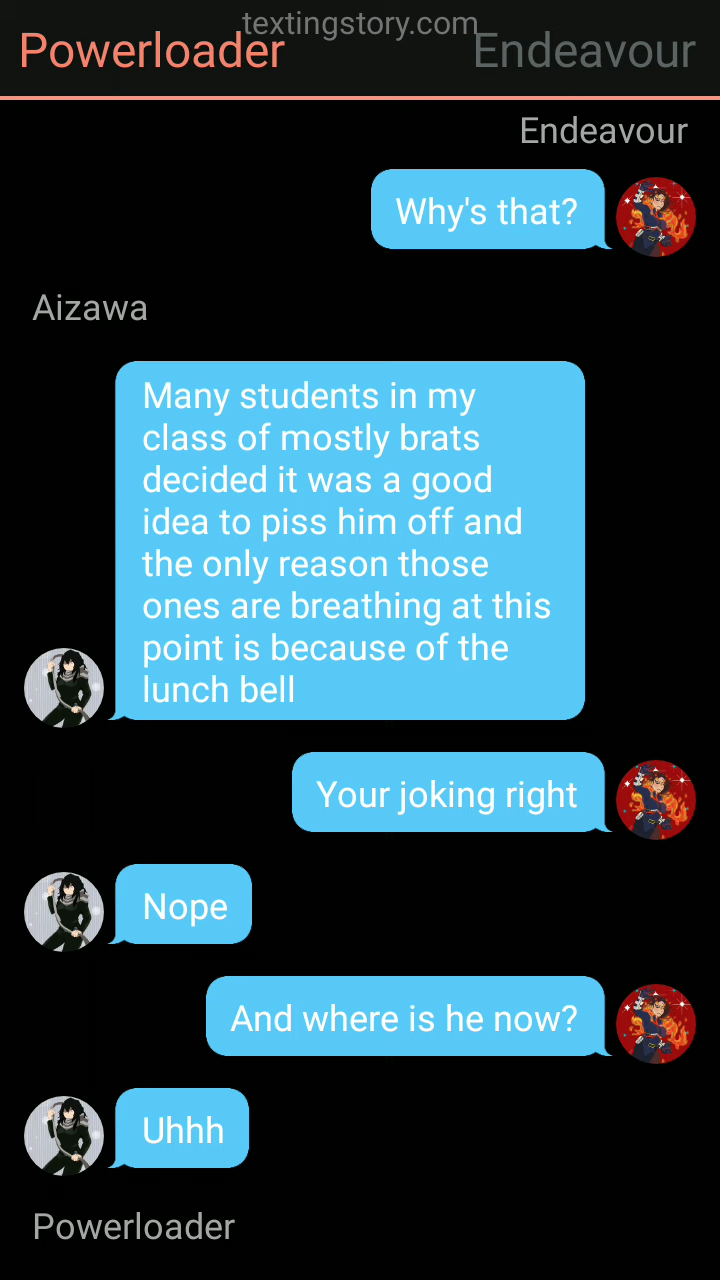 textingstory.com
Powerloader
Endeavour
Endeavour
Why's that?
Aizawa
Many students in my
class of mostly brats
decided it was a good
idea to piss him off and
the only reason those
ones are breathing at this
point is because of the
lunch bell
Your joking right
Nope
And where is he now?
Uhhh
Powerloader